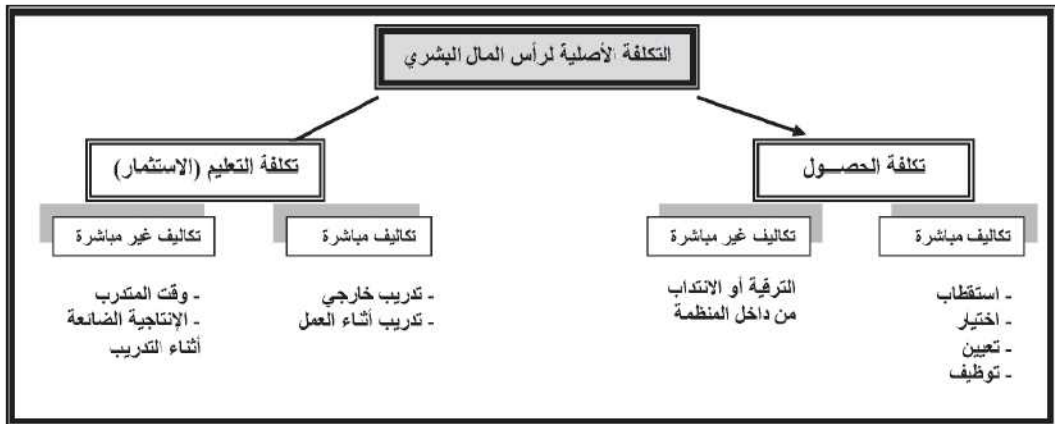 التكلفة الأصلية لرأس المال البشري
تكلفة الحصـــول
تكاليف مباشرة
- استقطاب
- اختيار
- تعيين
- توظيف
تكاليف غير مباشرة
الترقية أو الانتداب
من داخل المنظمة
تكلفة التعليم (الاستثمار)
تكاليف مباشرة
- تدريب خارجي
- تدريب أثناء العمل
تكاليف غير مباشرة
- وقت المتدرب
- الإنتاجية الضائعة
أثناء التدريب